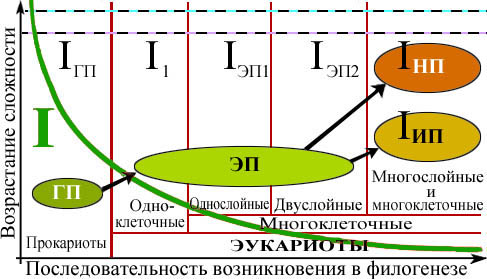 Возрастание сложности
I ГП I 1 I ЭП1 I ЭП2 I НП
I
I ИП
ЭП
ГП
Многослойные
и
многоклеточные
Одно-
клеточные
Однослойные
Двуслойные
Многоклеточные
Прокариоты
ЭУКАРИОТЫ
Последовательность возникновения в филогенезе